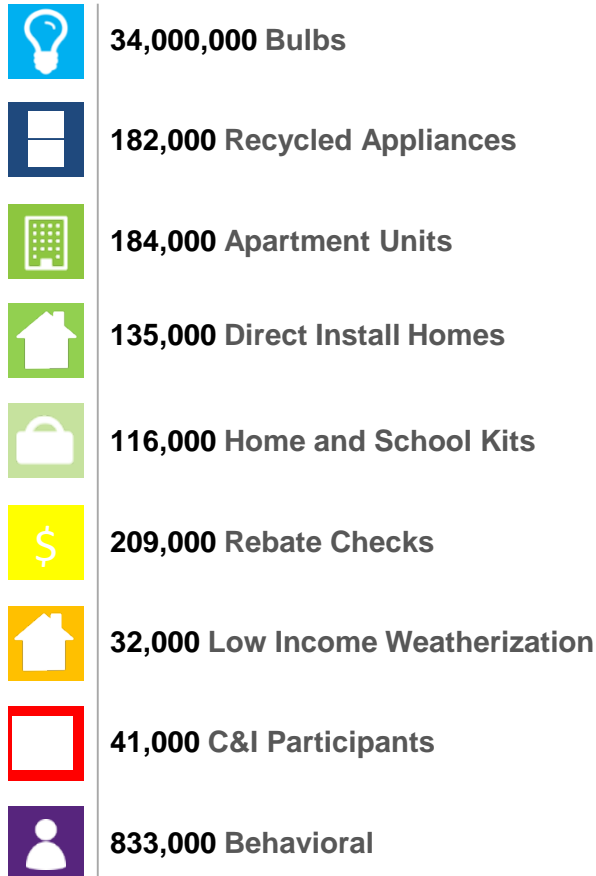 34,000,000 Bulbs
182,000 Recycled Appliances
184,000 Apartment Units
135,000 Direct Install Homes
116,000 Home and School Kits
$
209,000 Rebate Checks
32,000 Low Income Weatherization
41,000 C&I Participants
833,000 Behavioral